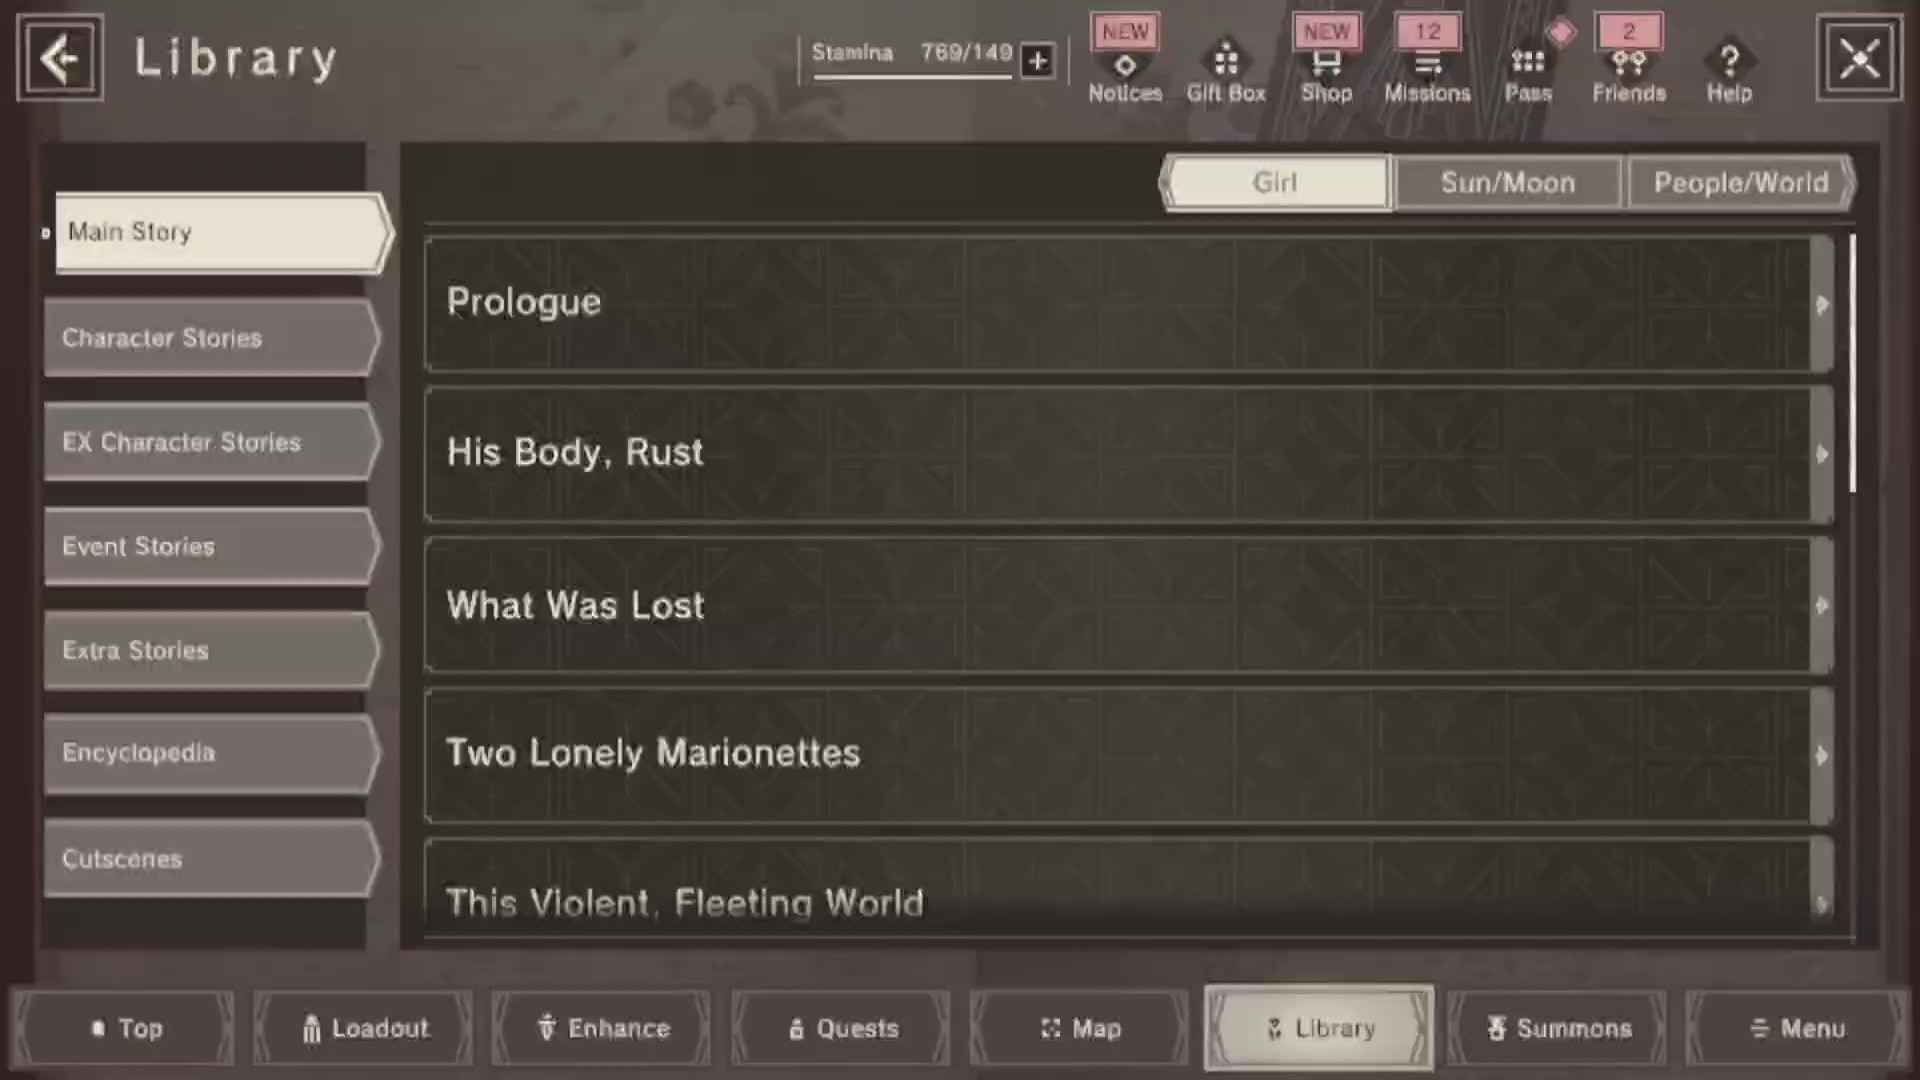 Library
Stamina 769/149
NEW
Notices
Gift Box
NEW
Shop
12
Missions
Pass
2
Friends
?
Help
Girl
Sun/Moon
People/World
Main Story
Character Stories
EX Character Stories
Event Stories
Extra Stories
Encyclopedia
Cutscenes
Prologue
His Body, Rust
What Was Lost
Two Lonely Marionettes
This Violent, Fleeting World
Top
Loadout
Enhance
Quests
Map
Library
Summons
Menu